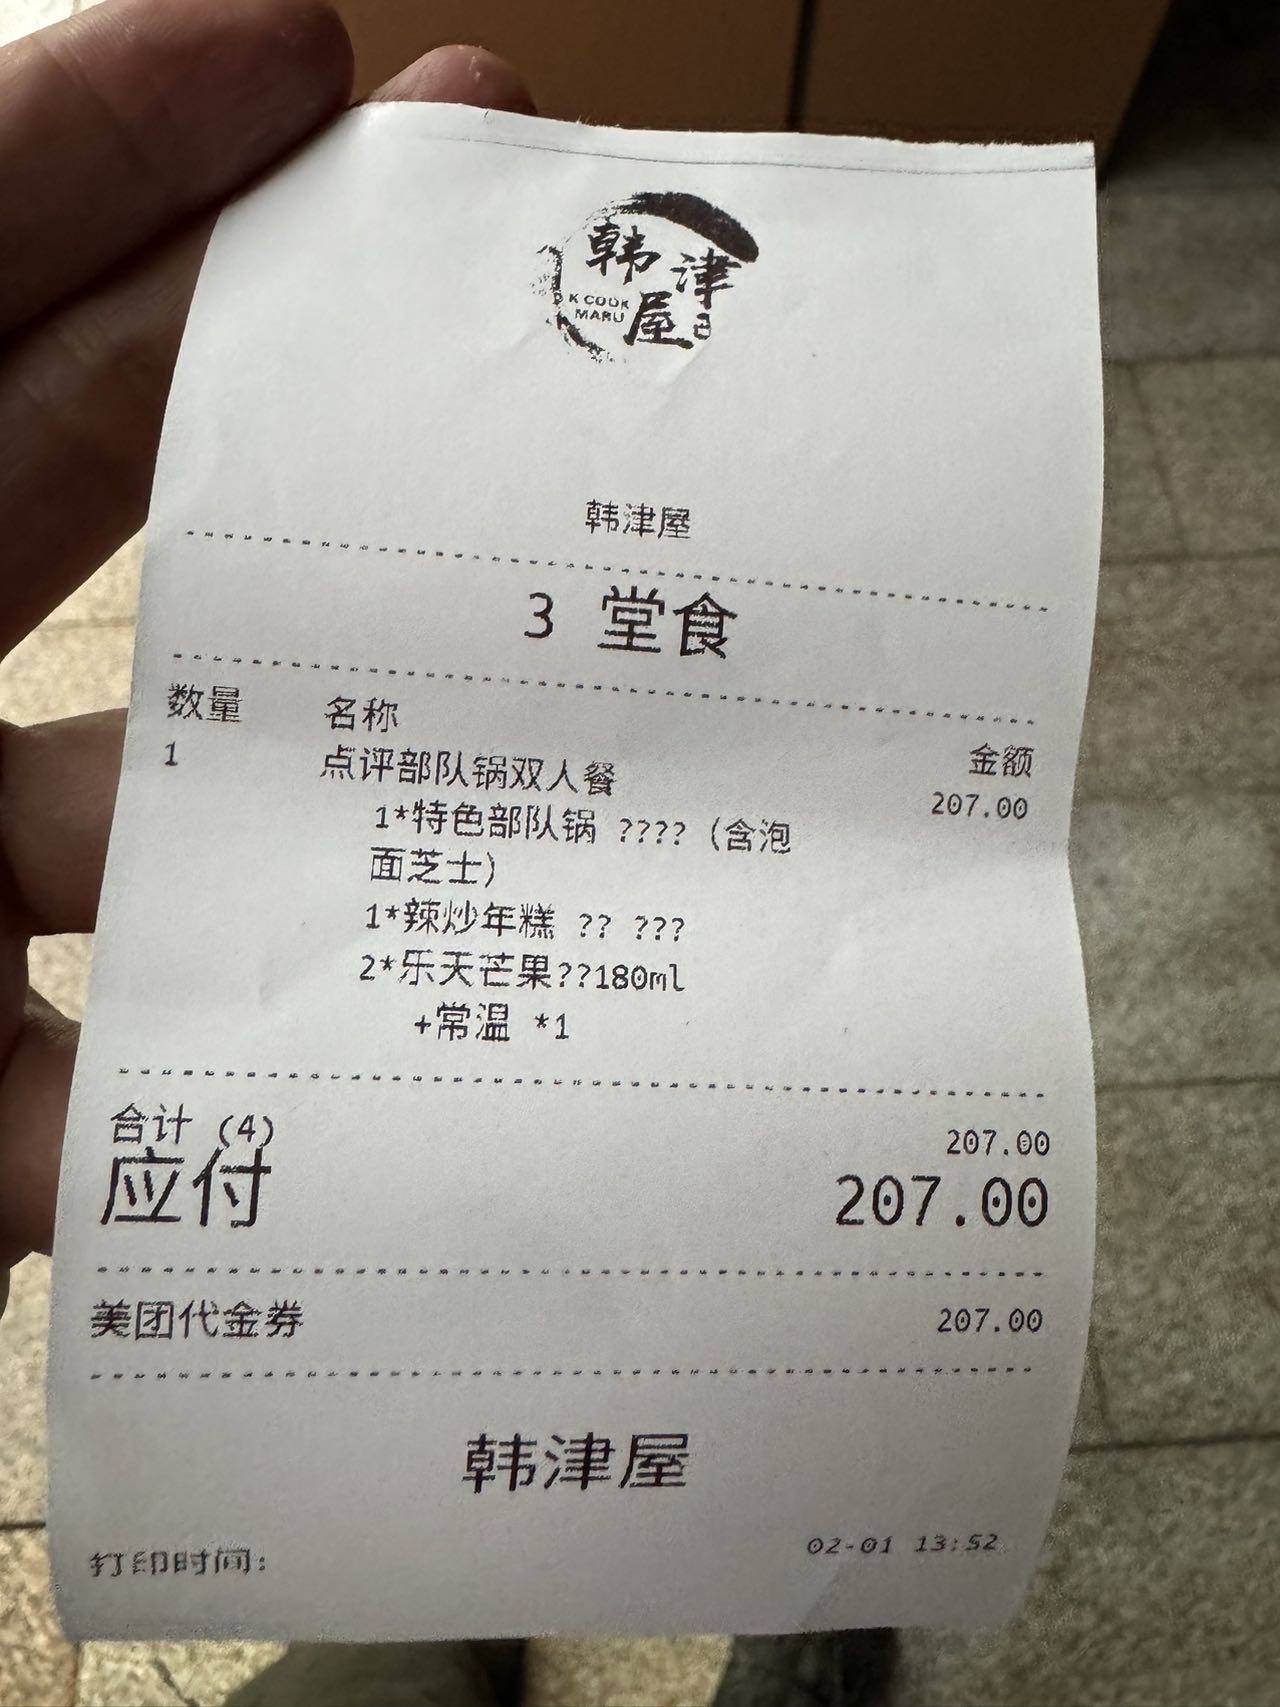 韩津屋
K COOK
MARU
韩津屋
3 堂食
数量 名称 金额
1 点评部队锅双人餐 207.00
1*特色部队锅 ???? (含泡
面芝士)
1*辣炒年糕 ?? ???
2*乐天芒果??180ml
+常温 *1
合计 (4) 207.00
应付 207.00
美团代金券 207.00
韩津屋
打印时间: 02-01 13:52